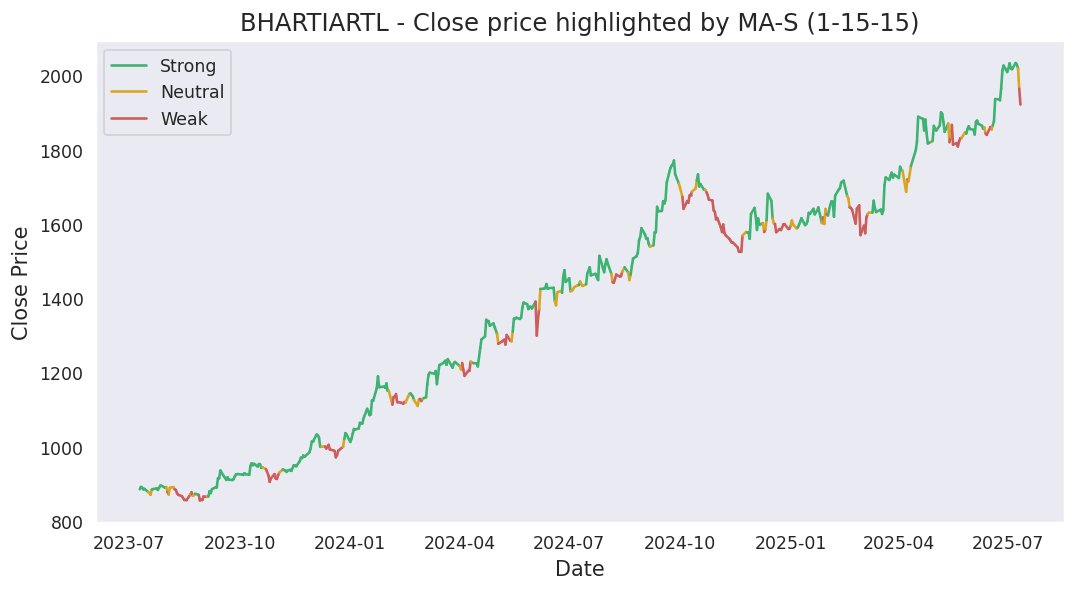 BHARTIARTL - Close price highlighted by MA-S (1-15-15)
Strong
Neutral
Weak
Close Price
2000
1800
1600
1400
1200
1000
800
2023-07 2023-10 2024-01 2024-04 2024-07 2024-10 2025-01 2025-04 2025-07
Date